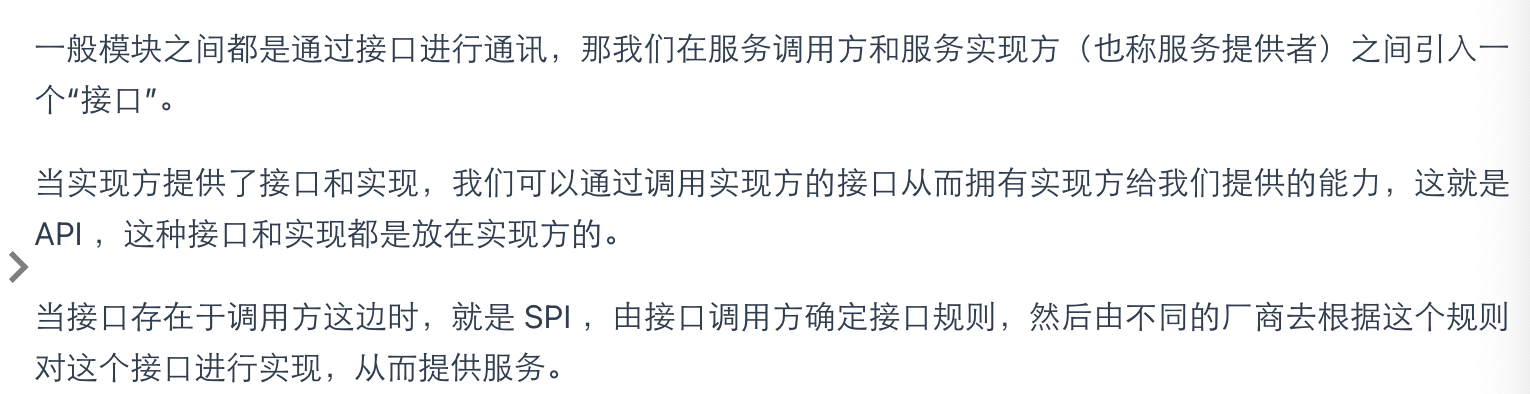 一般模块之间都是通过接口进行通讯，那我们在服务调用方和服务实现方（也称服务提供者）之间引入一
个“接口”。
当实现方提供了接口和实现，我们可以通过调用实现方的接口从而拥有实现方给我们提供的能力，这就是
API ，这种接口和实现都是放在实现方的。
当接口存在于调用方这边时，就是 SPI ，由接口调用方确定接口规则，然后由不同的厂商去根据这个规则
对这个接口进行实现，从而提供服务。